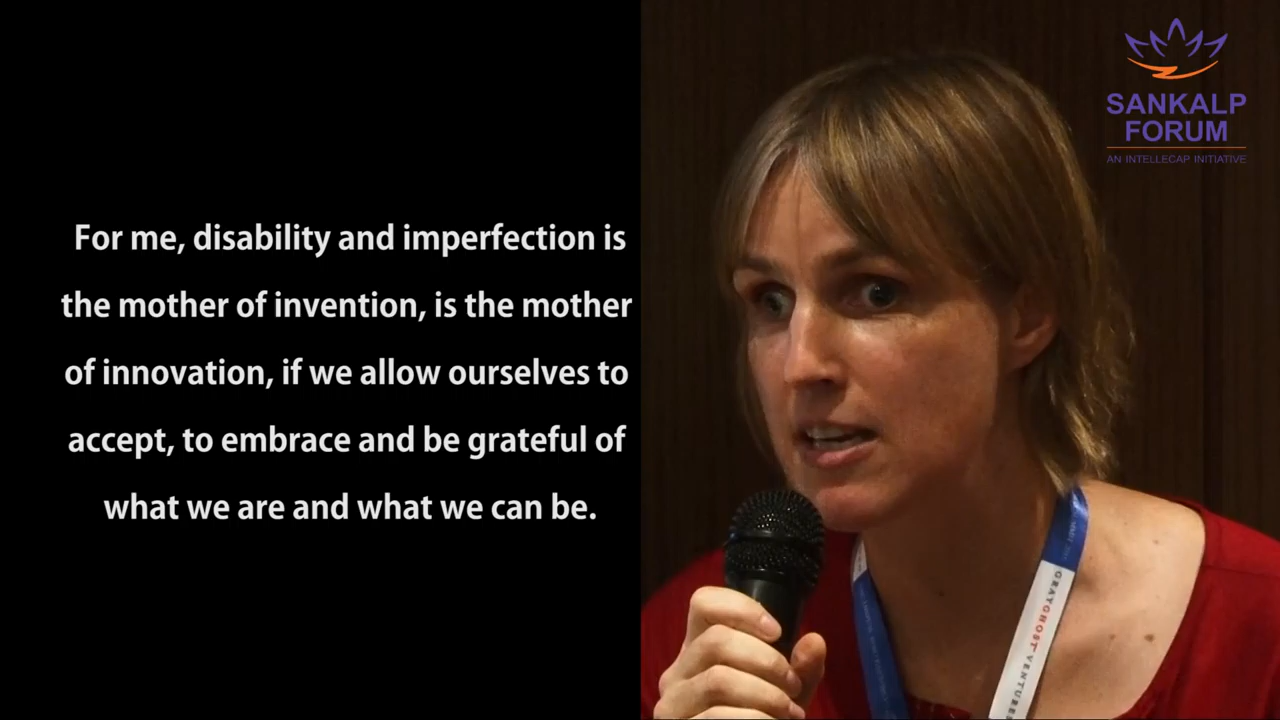 For me, disability and imperfection is
the mother of invention, is the mother
of innovation, if we allow ourselves to
accept, to embrace and be grateful of
what we are and what we can be.
SANKALP
FORUM
AN INTELLECAP INITIATIVE
GRAYGHOST VENTURES